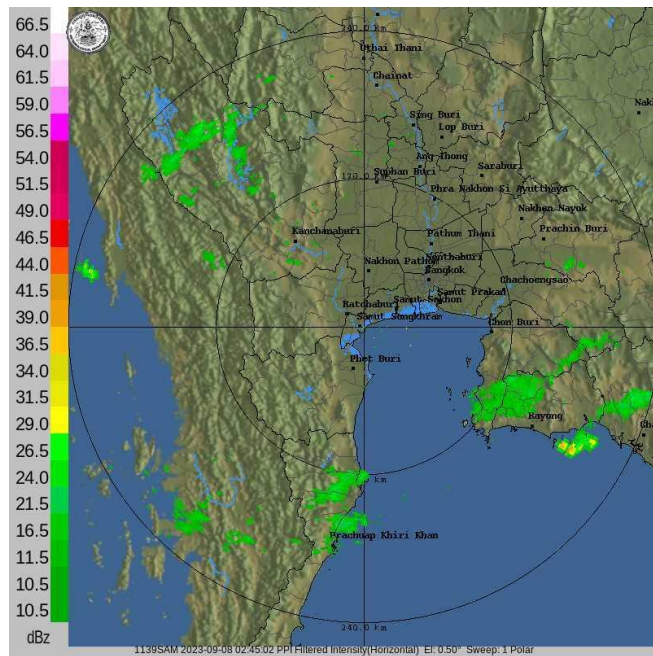 66.5
64.0
61.5
59.0
56.5
54.0
51.5
49.0
46.5
44.0
41.5
39.0
36.5
34.0
31.5
29.0
26.5
24.0
21.5
16.5
11.5
10.5
dBz
240.0 km
Uthai Thani
Chainat
Sing Buri
Lop Buri
Ang Thong
Saraburi
Suphan Buri
120.0 km
Phra Nakhon Si Ayutthaya
Nakhon Nayok
Kanchanaburi
Pathum Thani
Prachin Buri
Nonthaburi
Nakhon Pathom
Bangkok
Chachoengsao
Samut Prakan
Ratchaburi
Samut Sakhon
Samut Songkhram
Chon Buri
Phet Buri
Rayong
km
Prachuap Khiri Khan
240.0 km
1139SAM 2023-09-08 02:45:02 PPI Filtered Intensity(Horizontal) El: 0.50° Sweep: 1 Polar